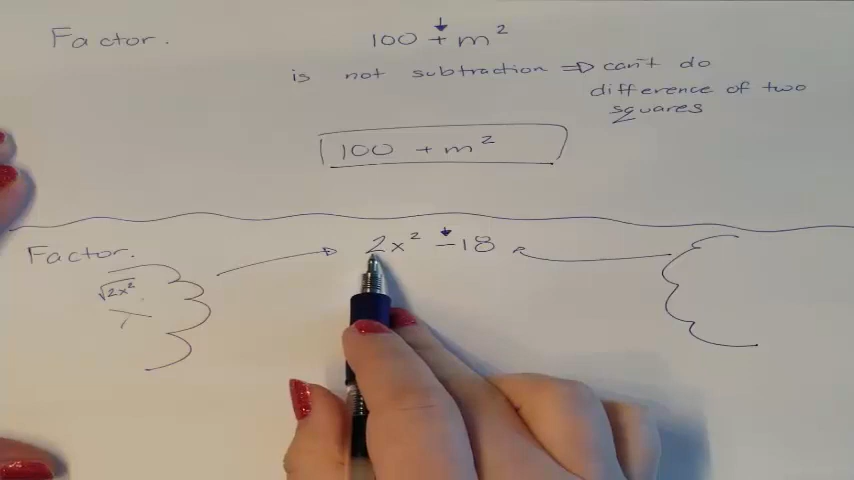 Factor. 100 + m²
is not subtraction ⇒ can't do
difference of two
squares
100 + m²
Factor. 2x² - 18
√2x²